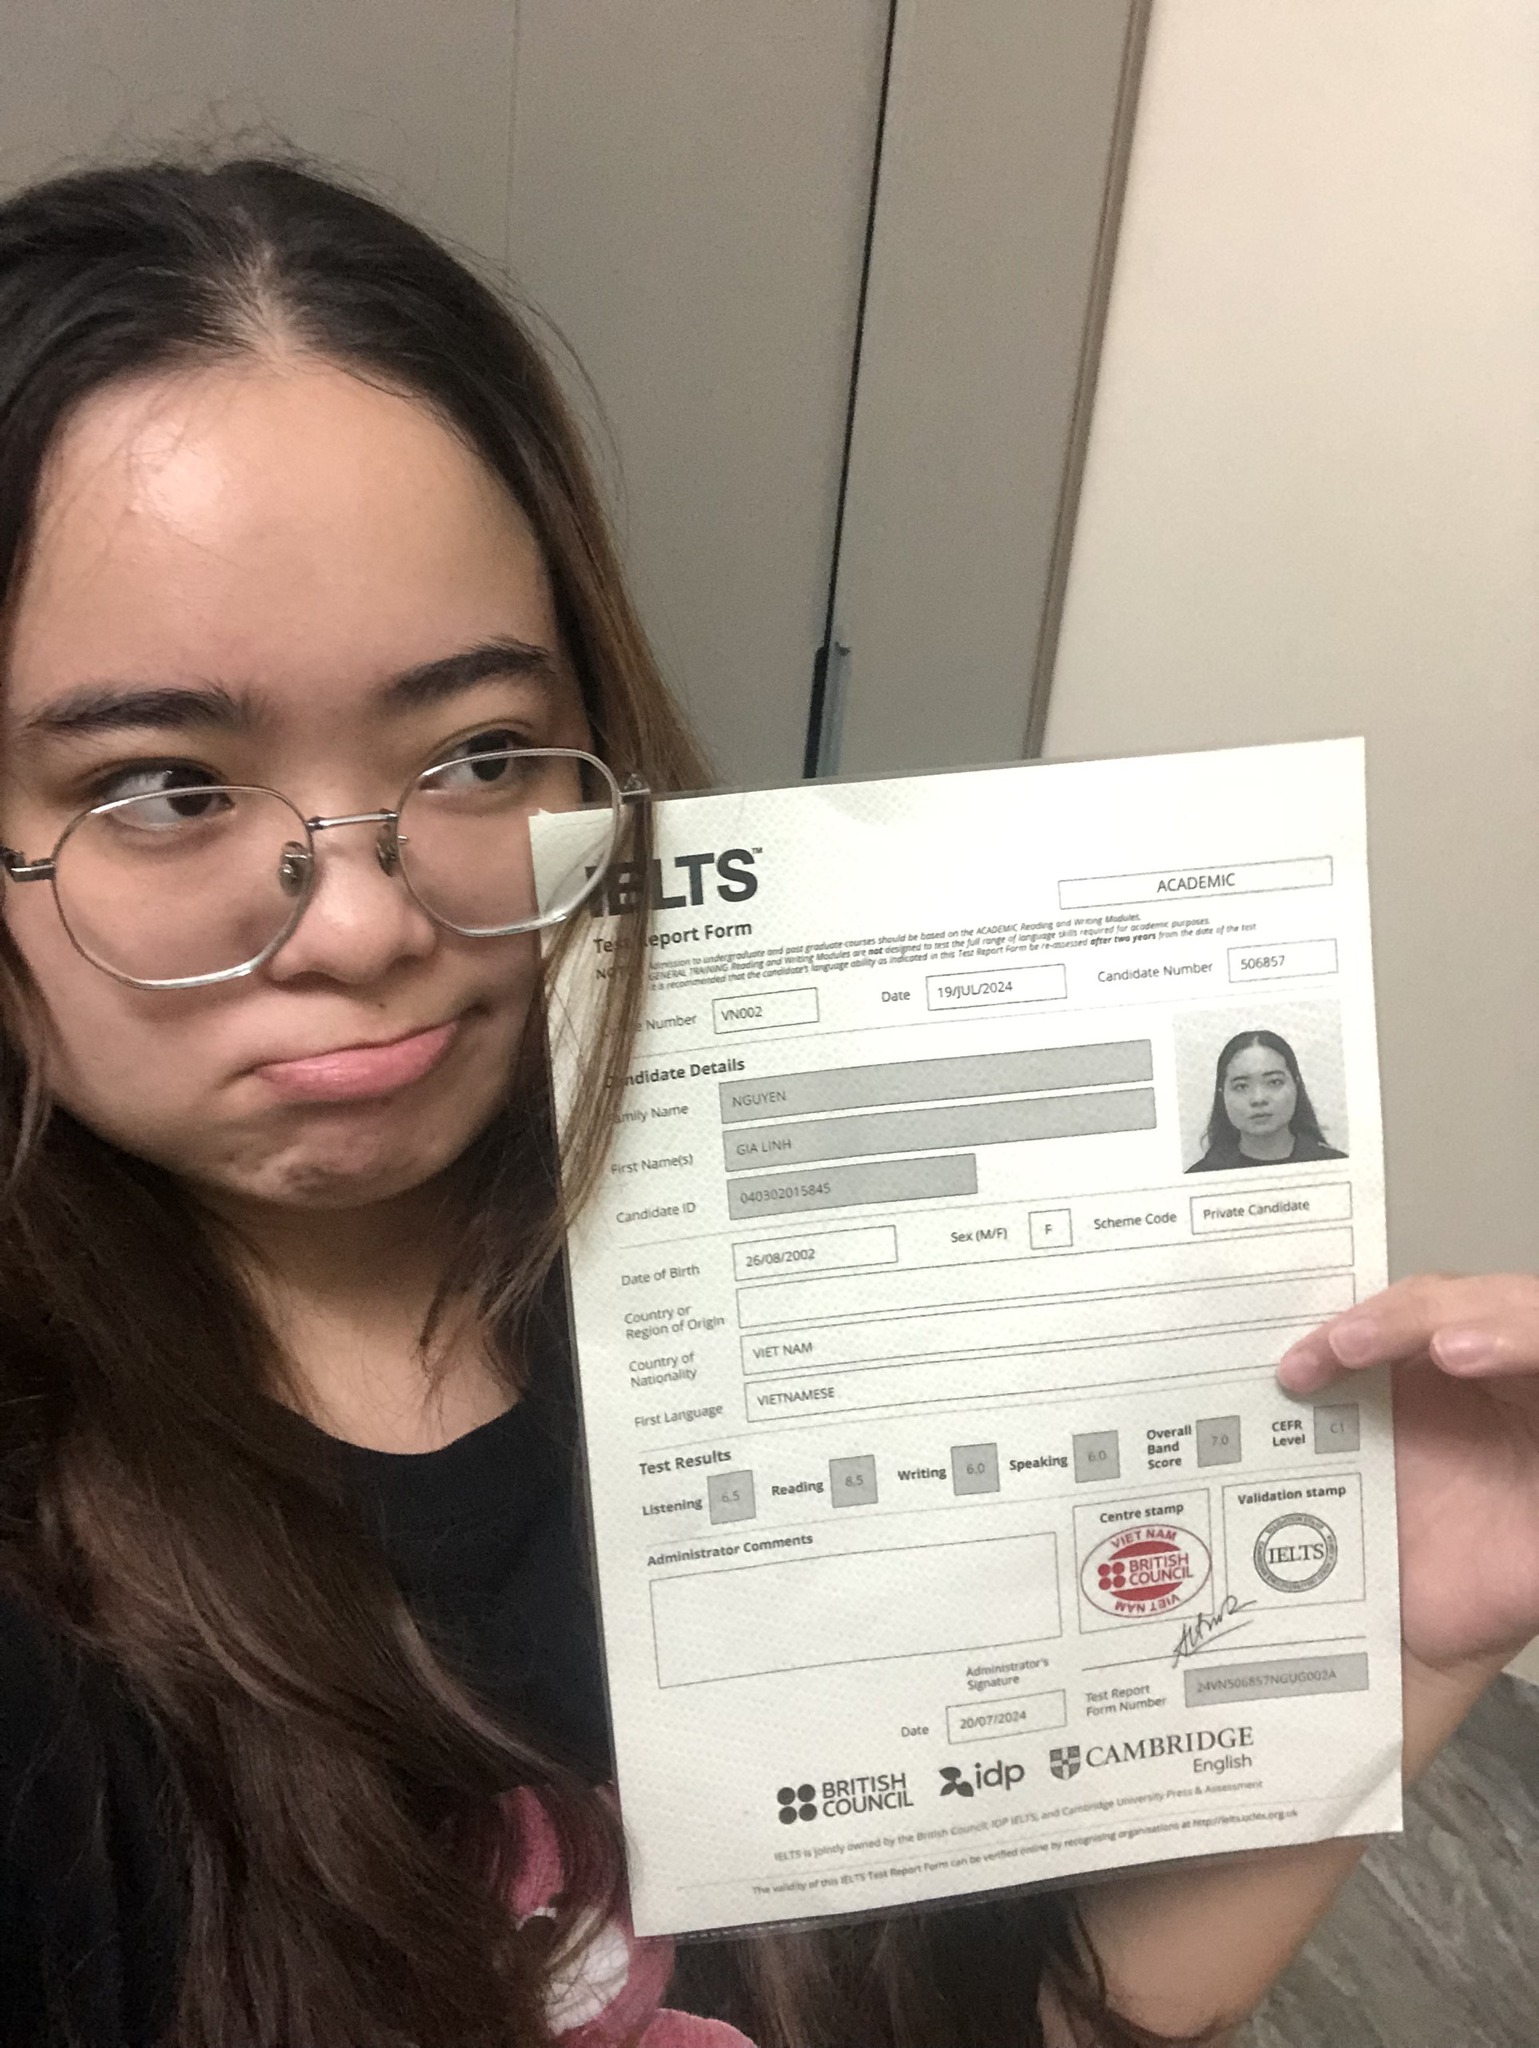 IELTS™
ACADEMIC
Test Report Form
admission to undergraduate and post graduate courses should be based on the ACADEMIC Reading and Writing Modules.
GENERAL TRAINING Reading and Writing Modules are not designed to test the full range of language skills required for academic purposes.
It is recommended that the candidate's language ability as indicated in this Test Report Form be re-assessed after two years from the date of the test
Number VN002 Date 19/JUL/2024 Candidate Number 506857
Candidate Details
Family Name NGUYEN
First Name(s) GIA LINH
Candidate ID 040302015845
Date of Birth 26/08/2002 Sex (M/F) F Scheme Code Private Candidate
Country or
Region of Origin
Country of
Nationality VIET NAM
First Language VIETNAMESE
Test Results
Listening 6.5 Reading 8.5 Writing 6.0 Speaking 6.0 Overall Band Score 7.0 CEFR Level C1
Administrator Comments
Centre stamp
VIET NAM
BRITISH
COUNCIL
VIET NAM
Validation stamp
IELTS
Administrator's
Signature
Date 20/07/2024
Test Report
Form Number 24VN506857NGUG002A
BRITISH
COUNCIL
idp
CAMBRIDGE
English
IELTS is jointly owned by the British Council, IDP IELTS, and Cambridge University Press & Assessment
The validity of this IELTS Test Report Form can be verified online by recognising organisations at http://ielts.ucles.org.uk